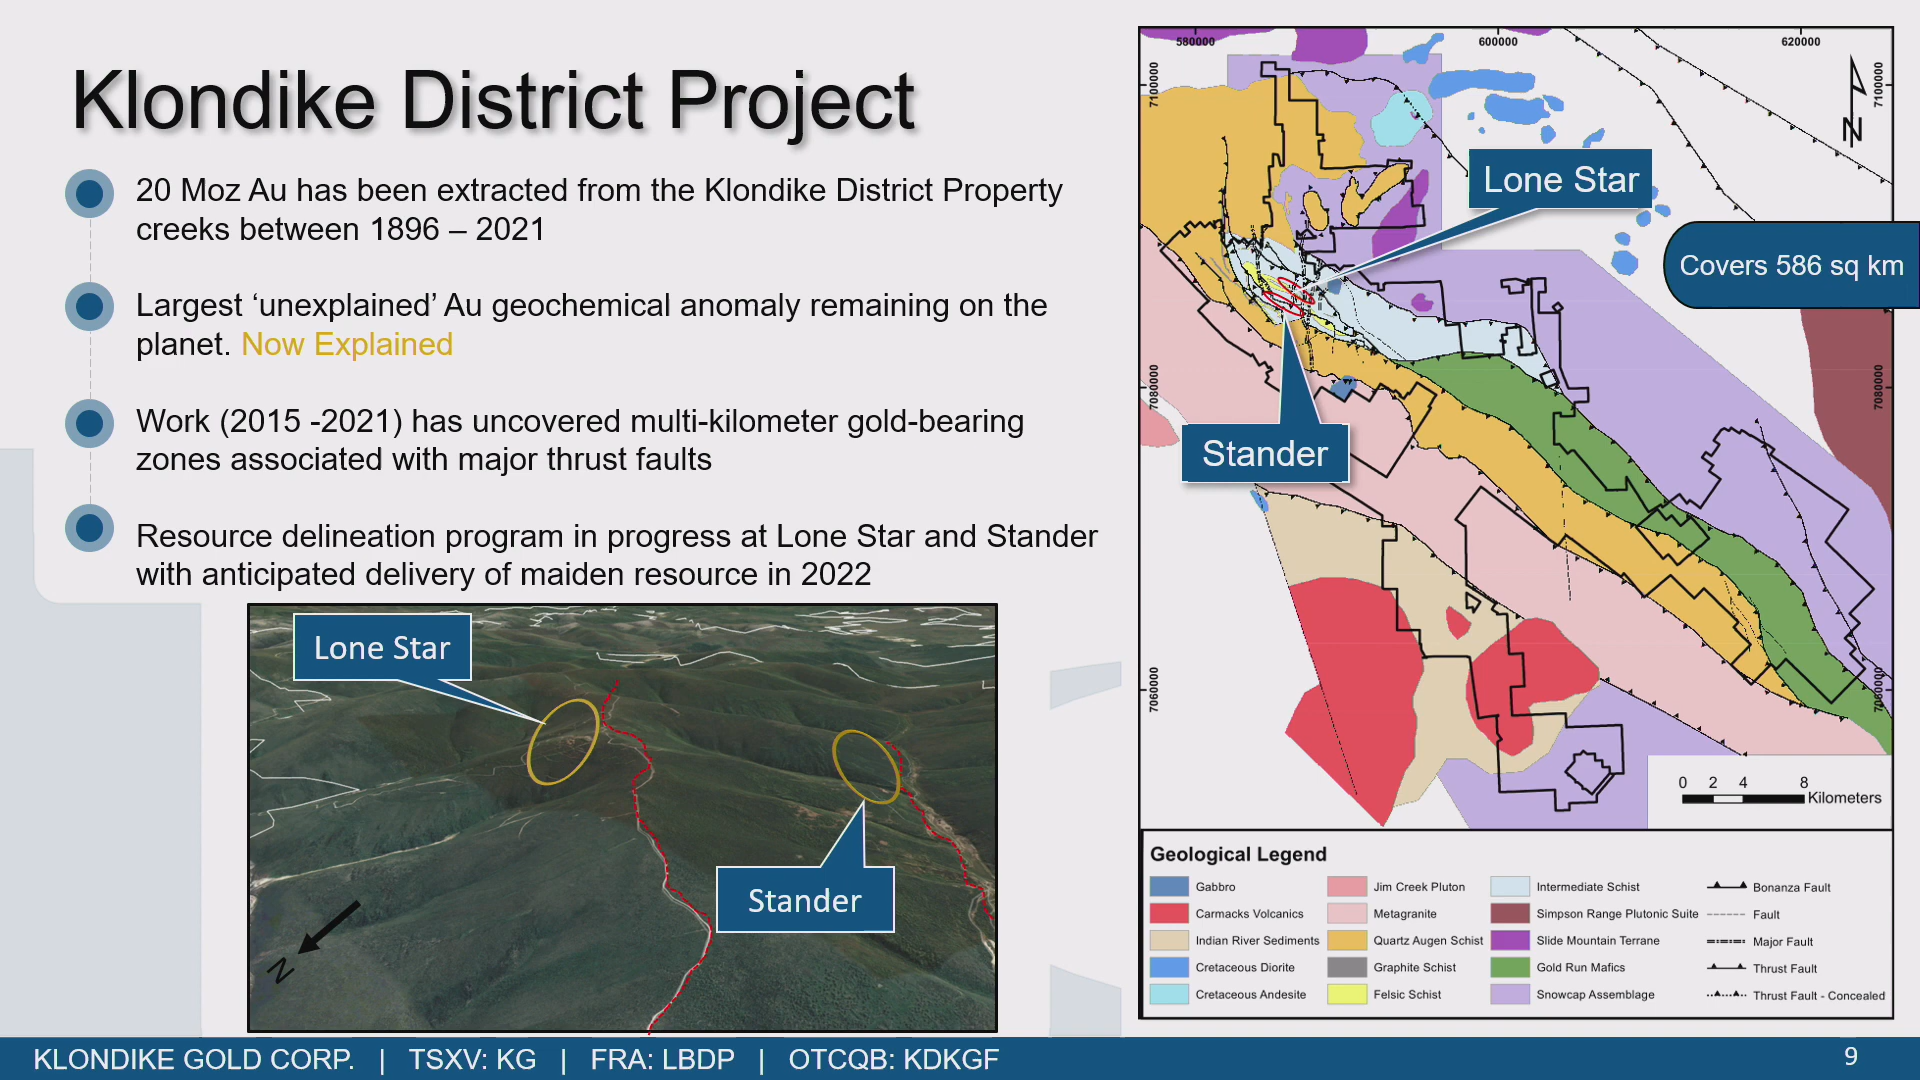 Klondike District Project
20 Moz Au has been extracted from the Klondike District Property
creeks between 1896 – 2021
Largest ‘unexplained’ Au geochemical anomaly remaining on the
planet. Now Explained
Work (2015 -2021) has uncovered multi-kilometer gold-bearing
zones associated with major thrust faults
Resource delineation program in progress at Lone Star and Stander
with anticipated delivery of maiden resource in 2022
Lone Star
Stander
N
580000
600000
620000
7100000
7100000
N
Lone Star
Covers 586 sq km
7080000
7080000
Stander
7060000
7060000
0 2 4 8
Kilometers
Geological Legend
Gabbro
Carmacks Volcanics
Indian River Sediments
Cretaceous Diorite
Cretaceous Andesite
Jim Creek Pluton
Metagranite
Quartz Augen Schist
Graphite Schist
Felsic Schist
Intermediate Schist
Simpson Range Plutonic Suite
Slide Mountain Terrane
Gold Run Mafics
Snowcap Assemblage
Bonanza Fault
Fault
Major Fault
Thrust Fault
Thrust Fault - Concealed
KLONDIKE GOLD CORP. | TSXV: KG | FRA: LBDP | OTCQB: KDKGF
9